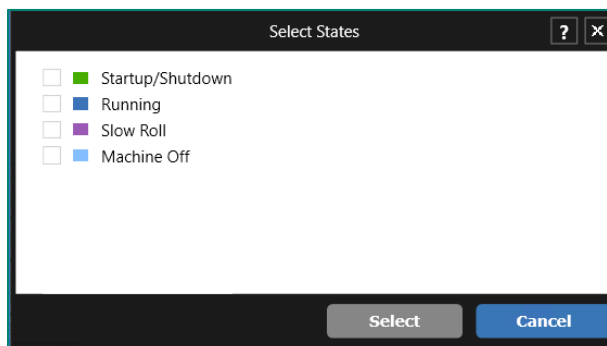 Select States
?
Startup/Shutdown
Running
Slow Roll
Machine Off
Select Cancel